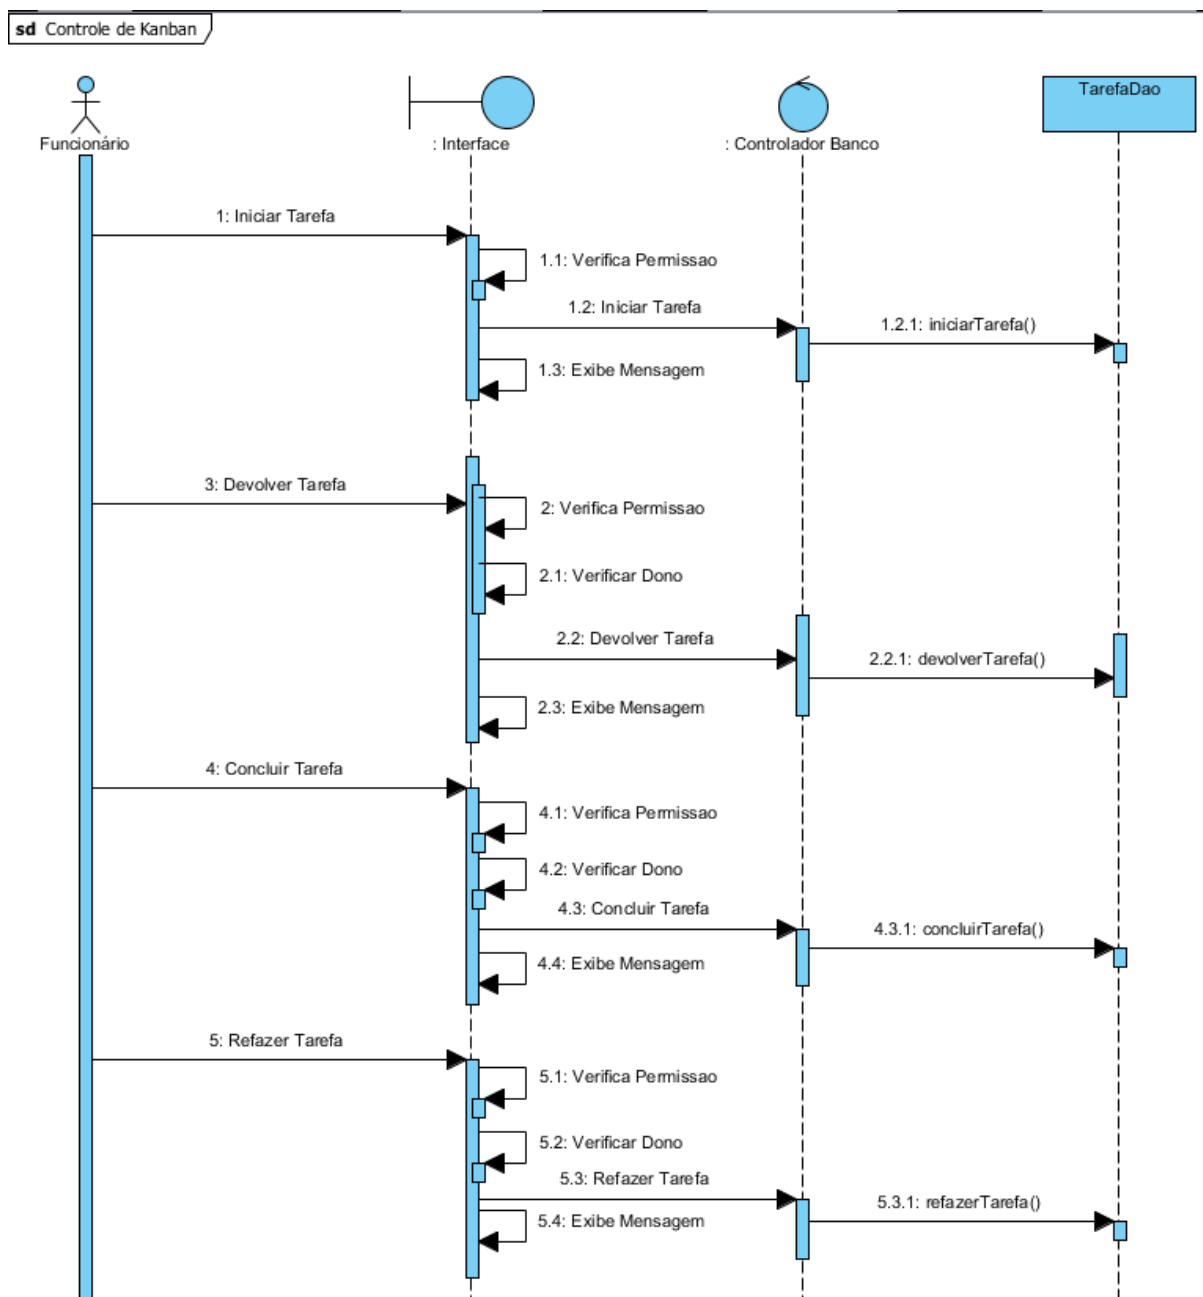 sd Controle de Kanban
TarefaDao
Funcionário
: Interface
: Controlador Banco
1: Iniciar Tarefa
1.1: Verifica Permissao
1.2: Iniciar Tarefa
1.2.1: iniciarTarefa()
1.3: Exibe Mensagem
3: Devolver Tarefa
2: Verifica Permissao
2.1: Verificar Dono
2.2: Devolver Tarefa
2.2.1: devolverTarefa()
2.3: Exibe Mensagem
4: Concluir Tarefa
4.1: Verifica Permissao
4.2: Verificar Dono
4.3: Concluir Tarefa
4.3.1: concluirTarefa()
4.4: Exibe Mensagem
5: Refazer Tarefa
5.1: Verifica Permissao
5.2: Verificar Dono
5.3: Refazer Tarefa
5.3.1: refazerTarefa()
5.4: Exibe Mensagem